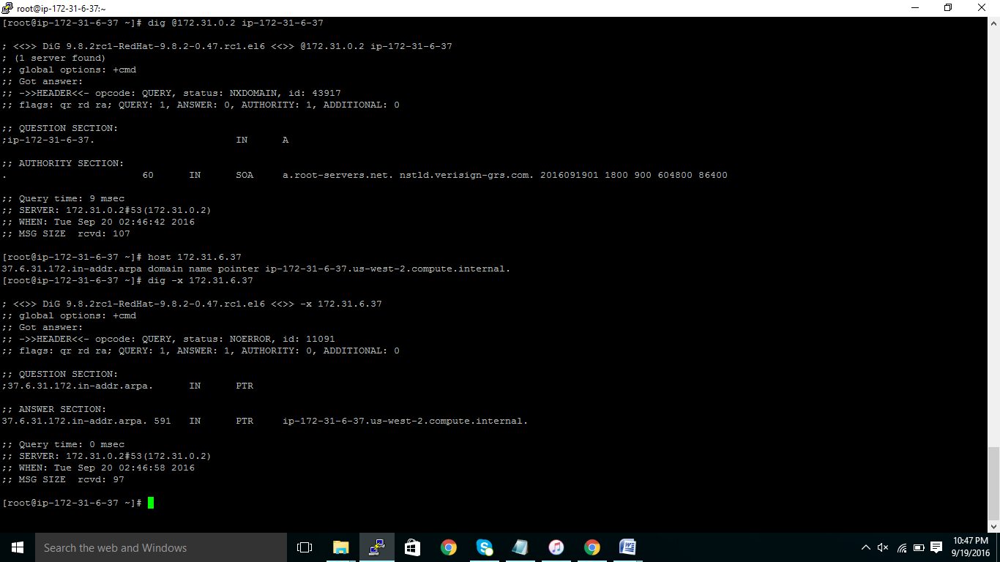 root@ip-172-31-6-37:~
[root@ip-172-31-6-37 ~]# dig @172.31.0.2 ip-172-31-6-37
; <<>> DiG 9.8.2rc1-RedHat-9.8.2-0.47.rc1.el6 <<>> @172.31.0.2 ip-172-31-6-37
; (1 server found)
;; global options: +cmd
;; Got answer:
;; ->>HEADER<<- opcode: QUERY, status: NXDOMAIN, id: 43917
;; flags: qr rd ra; QUERY: 1, ANSWER: 0, AUTHORITY: 1, ADDITIONAL: 0
;; QUESTION SECTION:
;ip-172-31-6-37. IN A
;; AUTHORITY SECTION:
. 60 IN SOA a.root-servers.net. nstld.verisign-grs.com. 2016091901 1800 900 604800 86400
;; Query time: 9 msec
;; SERVER: 172.31.0.2#53(172.31.0.2)
;; WHEN: Tue Sep 20 02:46:42 2016
;; MSG SIZE rcvd: 107
[root@ip-172-31-6-37 ~]# host 172.31.6.37
37.6.31.172.in-addr.arpa domain name pointer ip-172-31-6-37.us-west-2.compute.internal.
[root@ip-172-31-6-37 ~]# dig -x 172.31.6.37
; <<>> DiG 9.8.2rc1-RedHat-9.8.2-0.47.rc1.el6 <<>> -x 172.31.6.37
;; global options: +cmd
;; Got answer:
;; ->>HEADER<<- opcode: QUERY, status: NOERROR, id: 11091
;; flags: qr rd ra; QUERY: 1, ANSWER: 1, AUTHORITY: 0, ADDITIONAL: 0
;; QUESTION SECTION:
;37.6.31.172.in-addr.arpa. IN PTR
;; ANSWER SECTION:
37.6.31.172.in-addr.arpa. 591 IN PTR ip-172-31-6-37.us-west-2.compute.internal.
;; Query time: 0 msec
;; SERVER: 172.31.0.2#53(172.31.0.2)
;; WHEN: Tue Sep 20 02:46:58 2016
;; MSG SIZE rcvd: 97
[root@ip-172-31-6-37 ~]#
Search the web and Windows
10:47 PM
9/19/2016